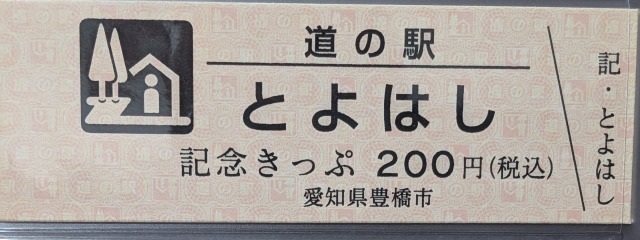 道の駅
とよはし
記念きっぷ 200円(税込)
愛知県豊橋市
記・とよはし